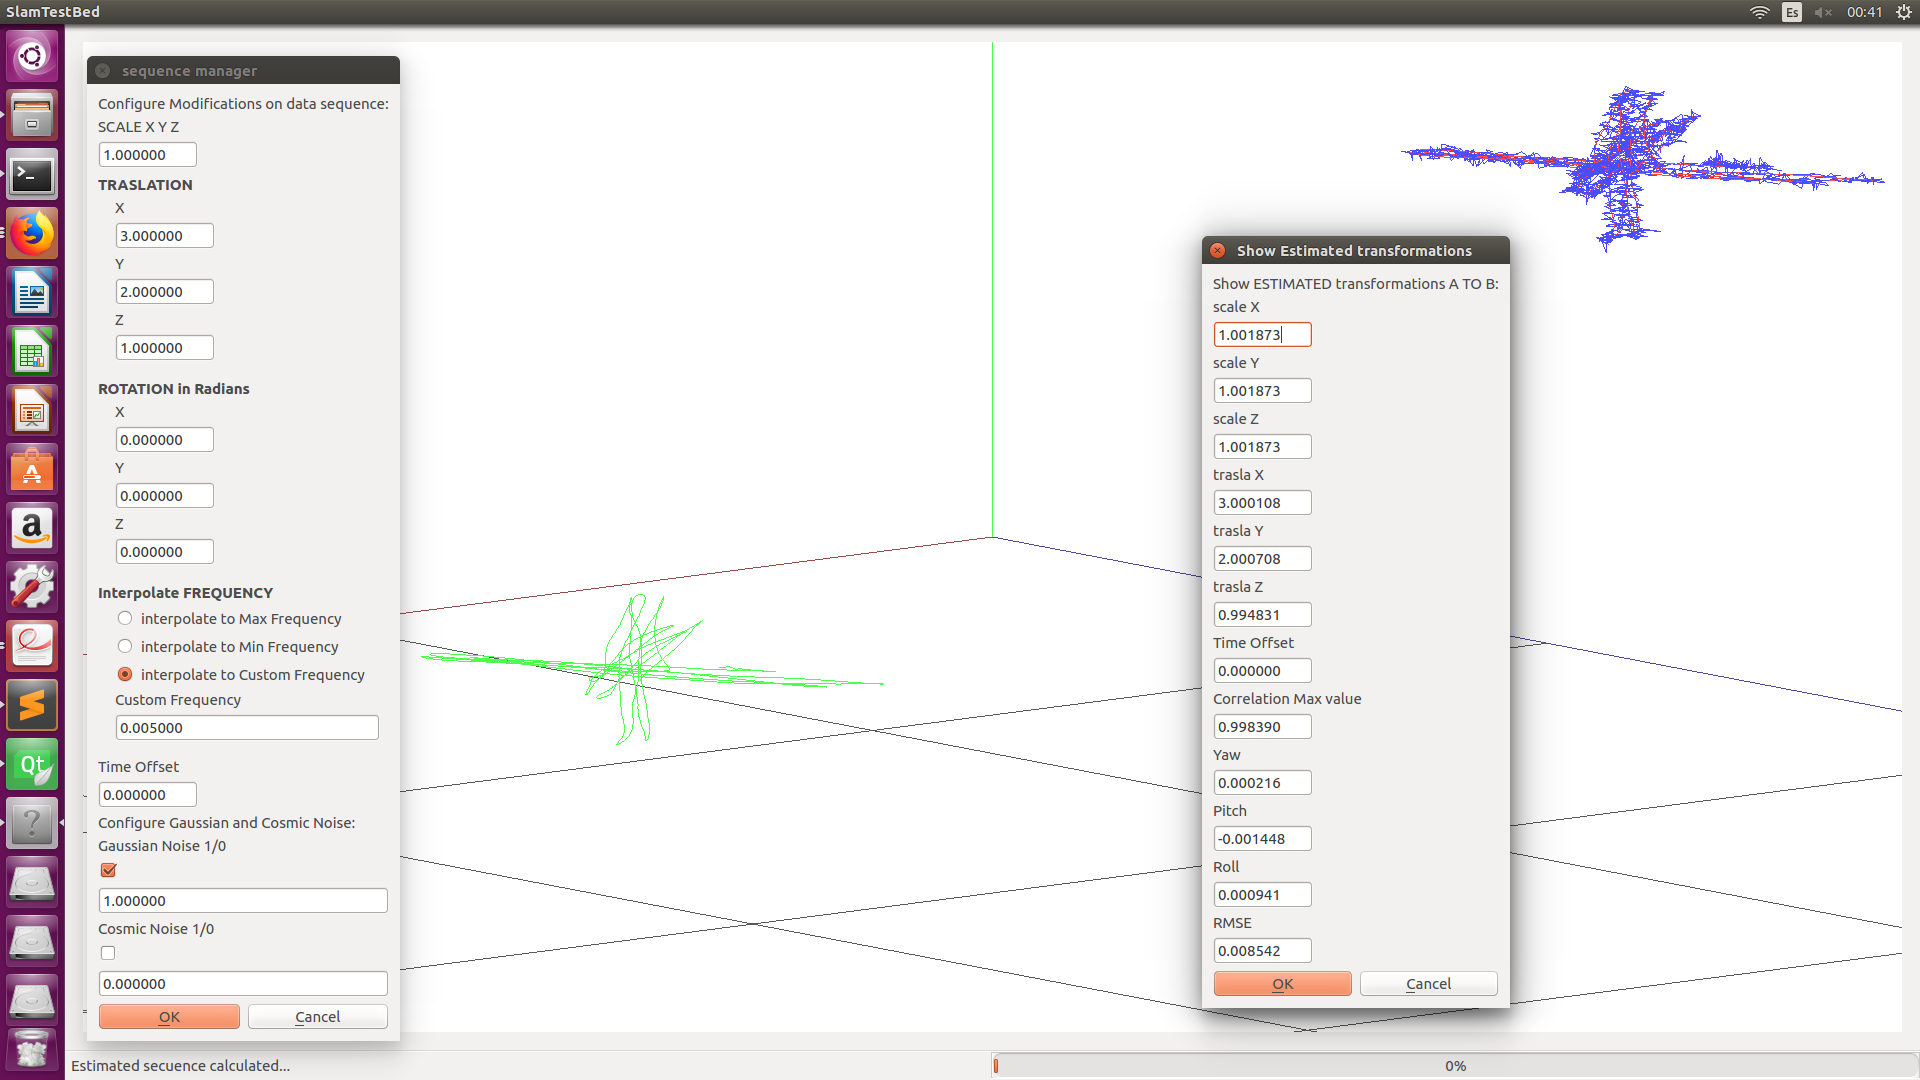 SlamTestBed
Es
00:41
sequence manager
Configure Modifications on data sequence:
SCALE X Y Z
1.000000
TRASLATION
X
3.000000
Y
2.000000
Z
1.000000
ROTATION in Radians
X
0.000000
Y
0.000000
Z
0.000000
Interpolate FREQUENCY
interpolate to Max Frequency
interpolate to Min Frequency
interpolate to Custom Frequency
Custom Frequency
0.005000
Time Offset
0.000000
Configure Gaussian and Cosmic Noise:
Gaussian Noise 1/0
1.000000
Cosmic Noise 1/0
0.000000
OK
Cancel
Show Estimated transformations
Show ESTIMATED transformations A TO B:
scale X
1.001873
scale Y
1.001873
scale Z
1.001873
trasla X
3.000108
trasla Y
2.000708
trasla Z
0.994831
Time Offset
0.000000
Correlation Max value
0.998390
Yaw
0.000216
Pitch
-0.001448
Roll
0.000941
RMSE
0.008542
OK
Cancel
Qt
Estimated secuence calculated...
0%